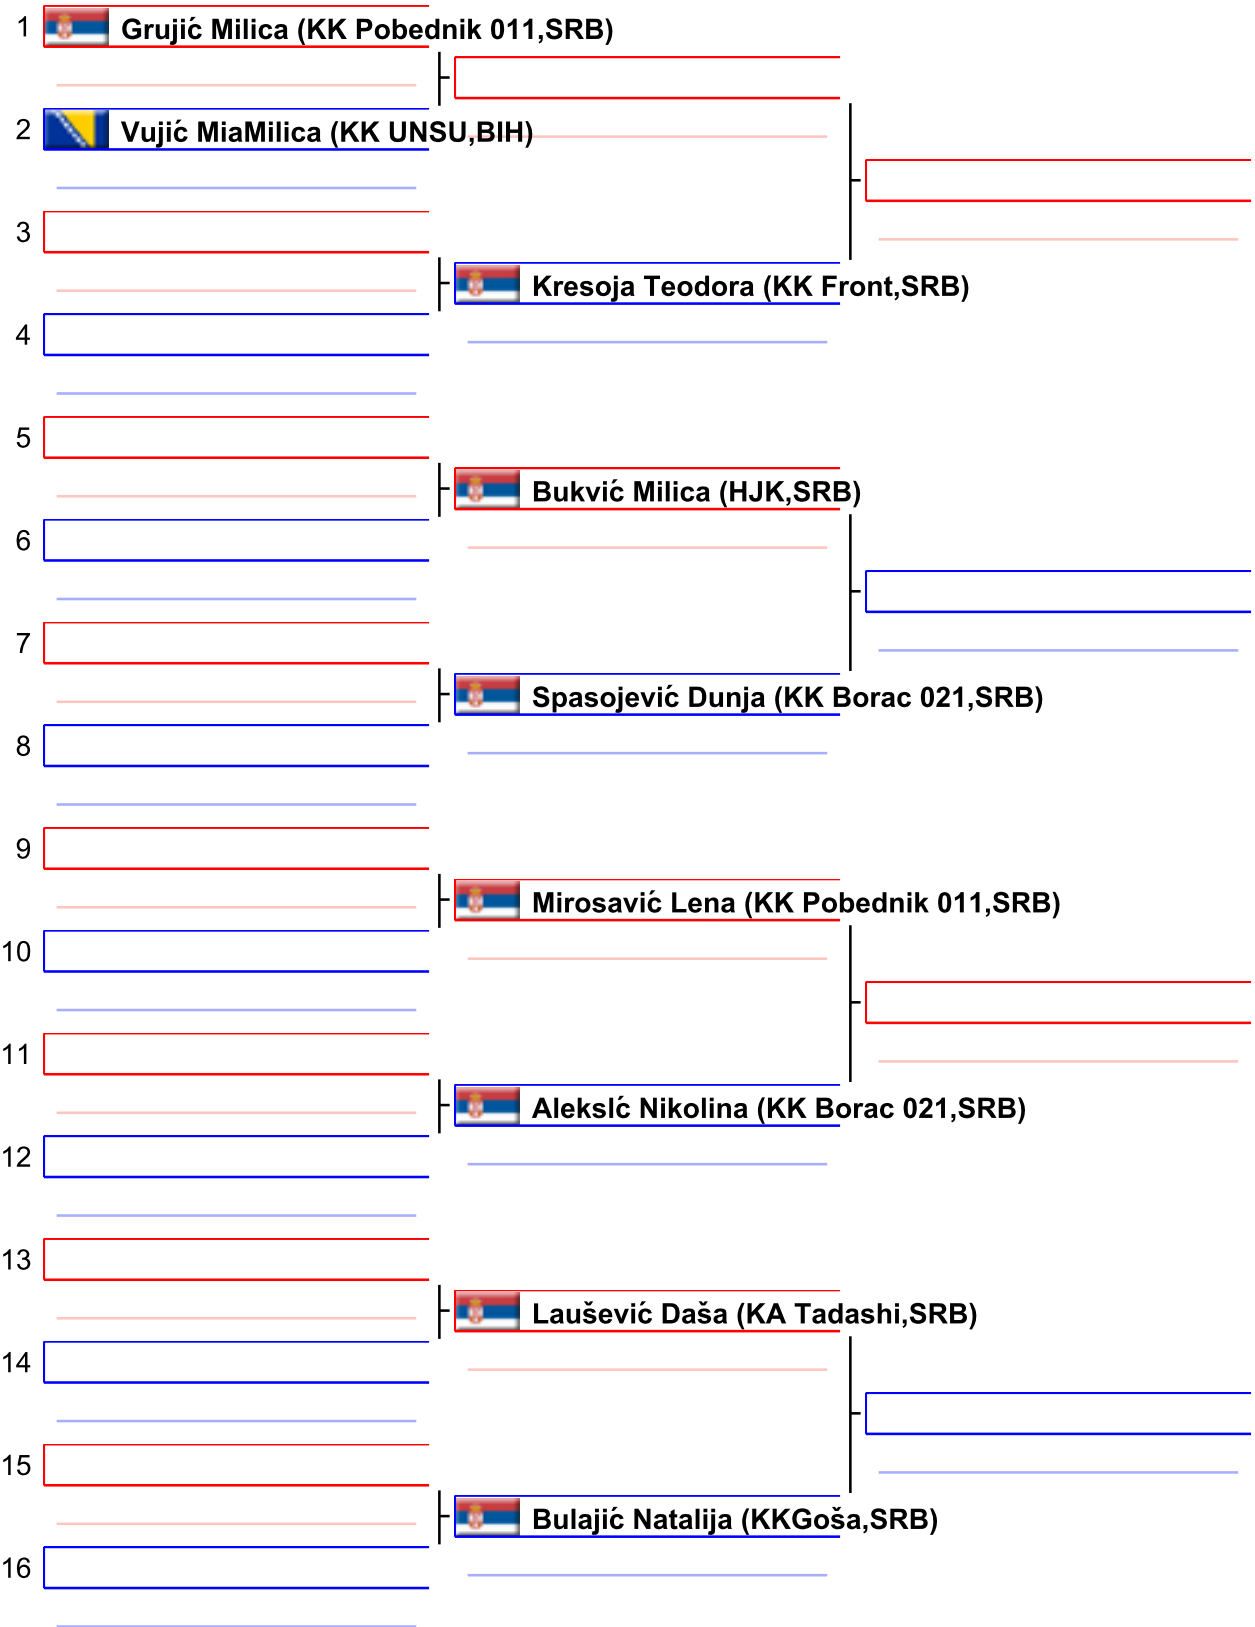 1 Grujić Milica (KK Pobednik 011,SRB)
2 Vujić MiaMilica (KK UNSU,BIH)
3
Kresoja Teodora (KK Front,SRB)
4
5
Bukvić Milica (HJK,SRB)
6
7
Spasojević Dunja (KK Borac 021,SRB)
8
9
Mirosavić Lena (KK Pobednik 011,SRB)
10
11
AleksIć Nikolina (KK Borac 021,SRB)
12
13
Laušević Daša (KA Tadashi,SRB)
14
15
Bulajić Natalija (KKGoša,SRB)
16